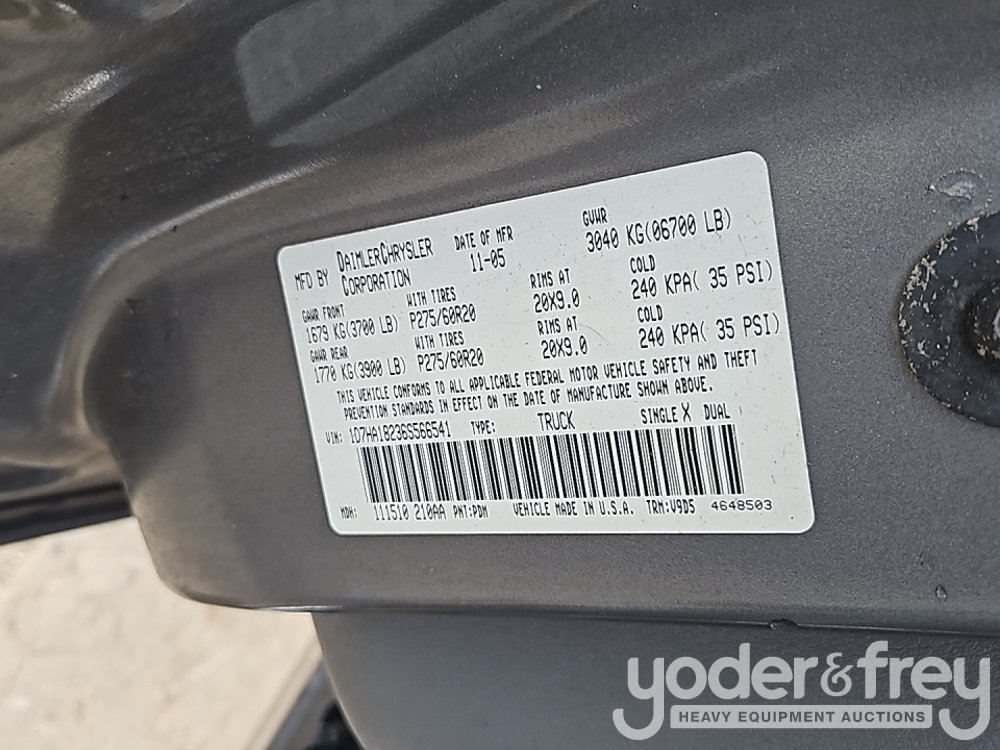 MFD BY DAIMLERCHRYSLER CORPORATION DATE OF MFR 11-05 GVWR 3040 KG(06700 LB)
GAWR FRONT WITH TIRES RIMS AT COLD
1679 KG(3700 LB) P275/60R20 20X9.0 240 KPA( 35 PSI)
GAWR REAR WITH TIRES RIMS AT COLD
1770 KG(3900 LB) P275/60R20 20X9.0 240 KPA( 35 PSI)
THIS VEHICLE CONFORMS TO ALL APPLICABLE FEDERAL MOTOR VEHICLE SAFETY AND THEFT
PREVENTION STANDARDS IN EFFECT ON THE DATE OF MANUFACTURE SHOWN ABOVE.
VIN: 1D7HA18236S566541 TYPE: TRUCK SINGLE X DUAL
MDH: 111510 210AA PNT:PDM VEHICLE MADE IN U.S.A. TRM:V9D5 4648503
yoder&frey
HEAVY EQUIPMENT AUCTIONS